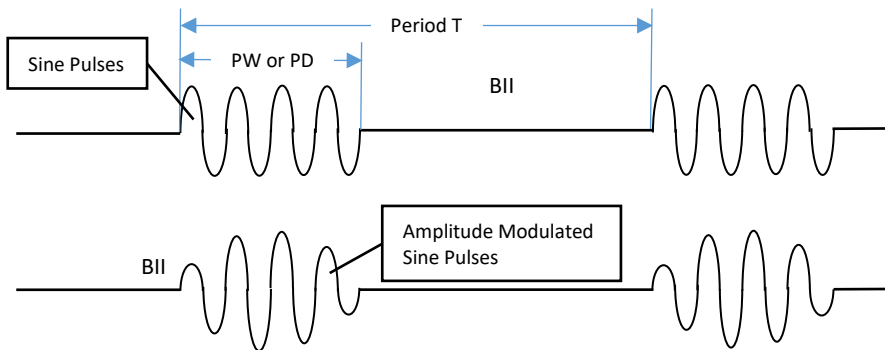 Period T
Sine Pulses
PW or PD
BII
Amplitude Modulated
Sine Pulses
BII